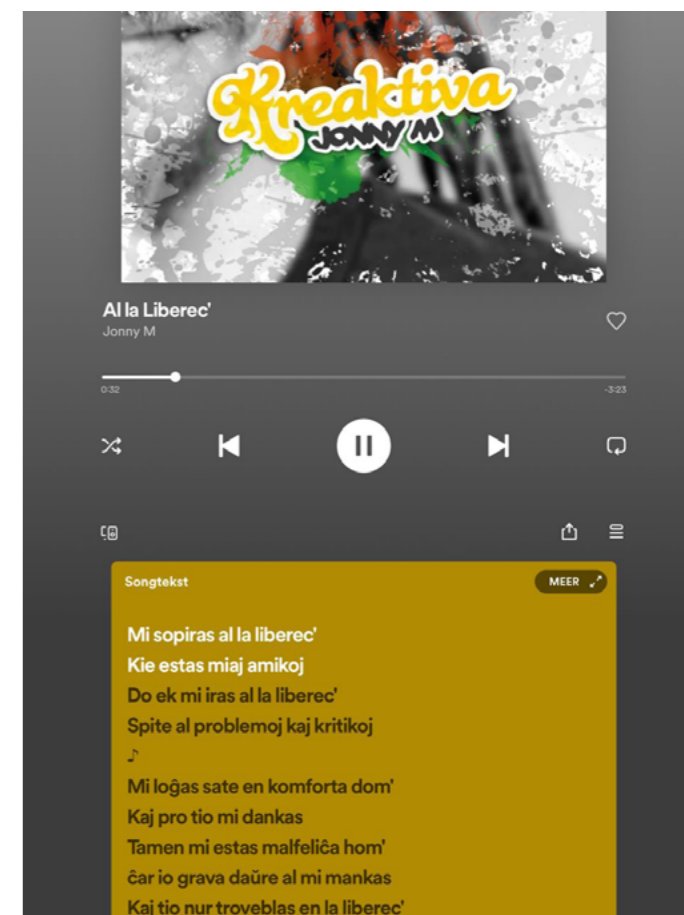 Kreaktiva
JONNY M
Al la Liberec'
Jonny M
0:32
-3:23
Songtekst
MEER
Mi sopiras al la liberec'
Kie estas miaj amikoj
Do ek mi iras al la liberec'
Spite al problemoj kaj kritikoj
♪
Mi loĝas sate en komforta dom'
Kaj pro tio mi dankas
Tamen mi estas malfeliĉa hom'
ĉar io grava daŭre al mi mankas
Kaj tio nur troveblas en la liberec'